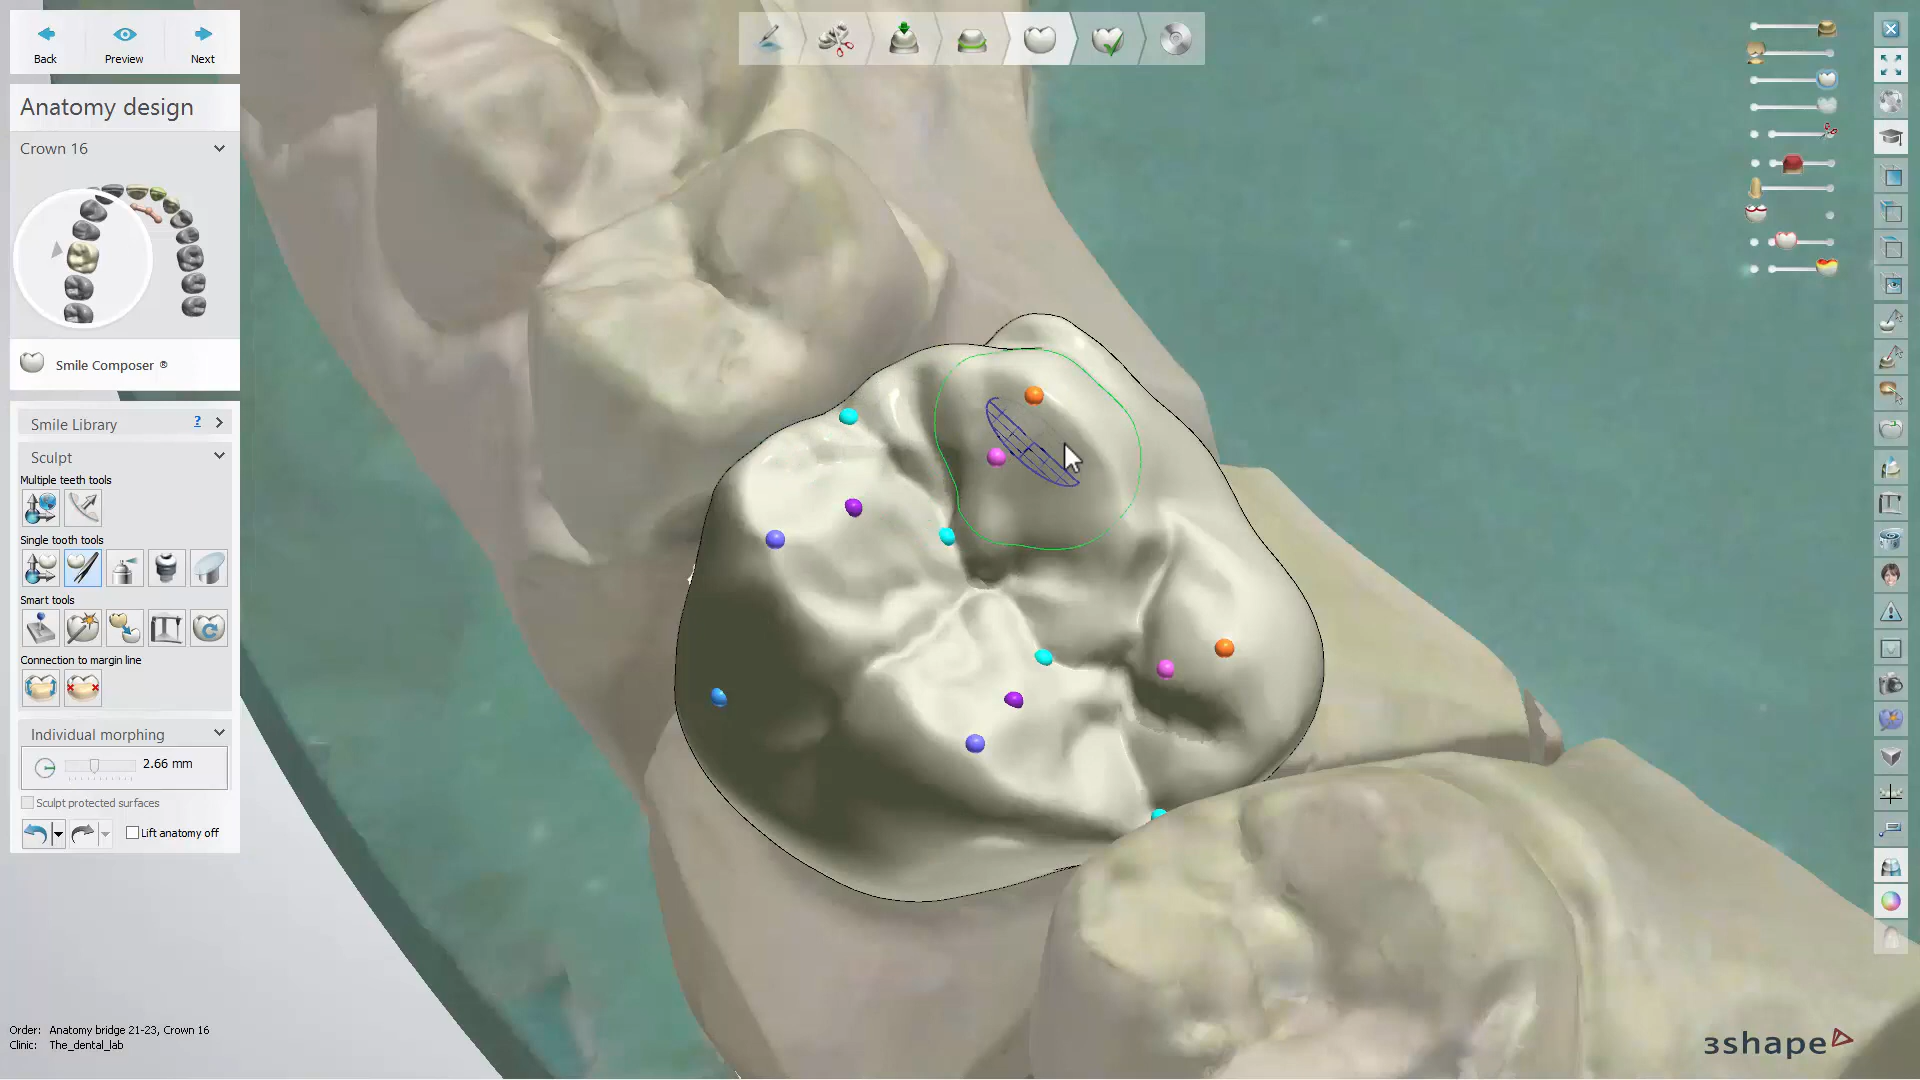 Back
Preview
Next
Anatomy design
Crown 16
Smile Composer ®
Smile Library
?
Sculpt
Multiple teeth tools
Single tooth tools
Smart tools
Connection to margin line
Individual morphing
2.66 mm
Sculpt protected surfaces
Lift anatomy off
Order: Anatomy bridge 21-23, Crown 16
Clinic: The_dental_lab
3shape